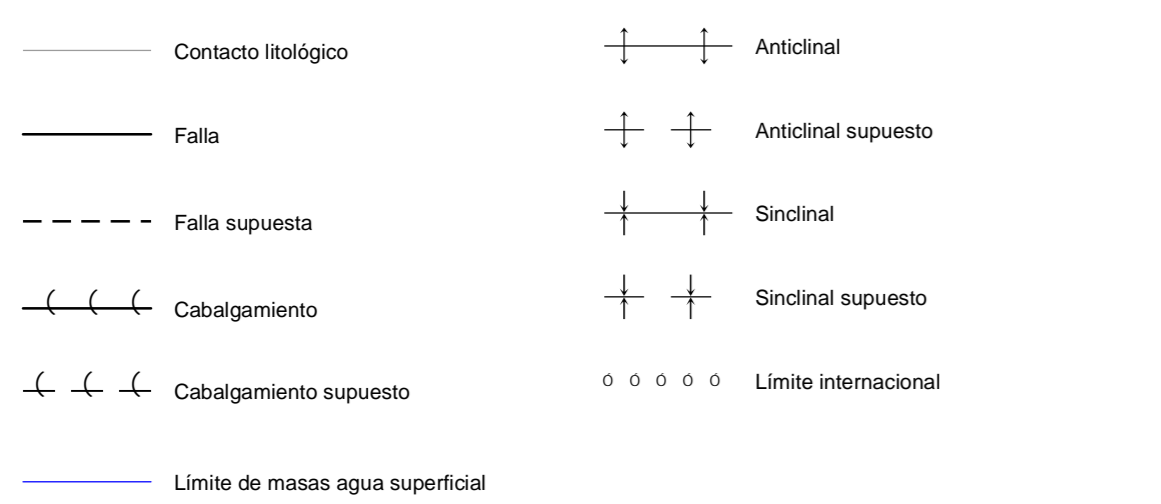 Contacto litológico
Falla
Falla supuesta
Cabalgamiento
Cabalgamiento supuesto
Límite de masas agua superficial
Anticlinal
Anticlinal supuesto
Sinclinal
Sinclinal supuesto
Ó Ó Ó Ó Ó Límite internacional